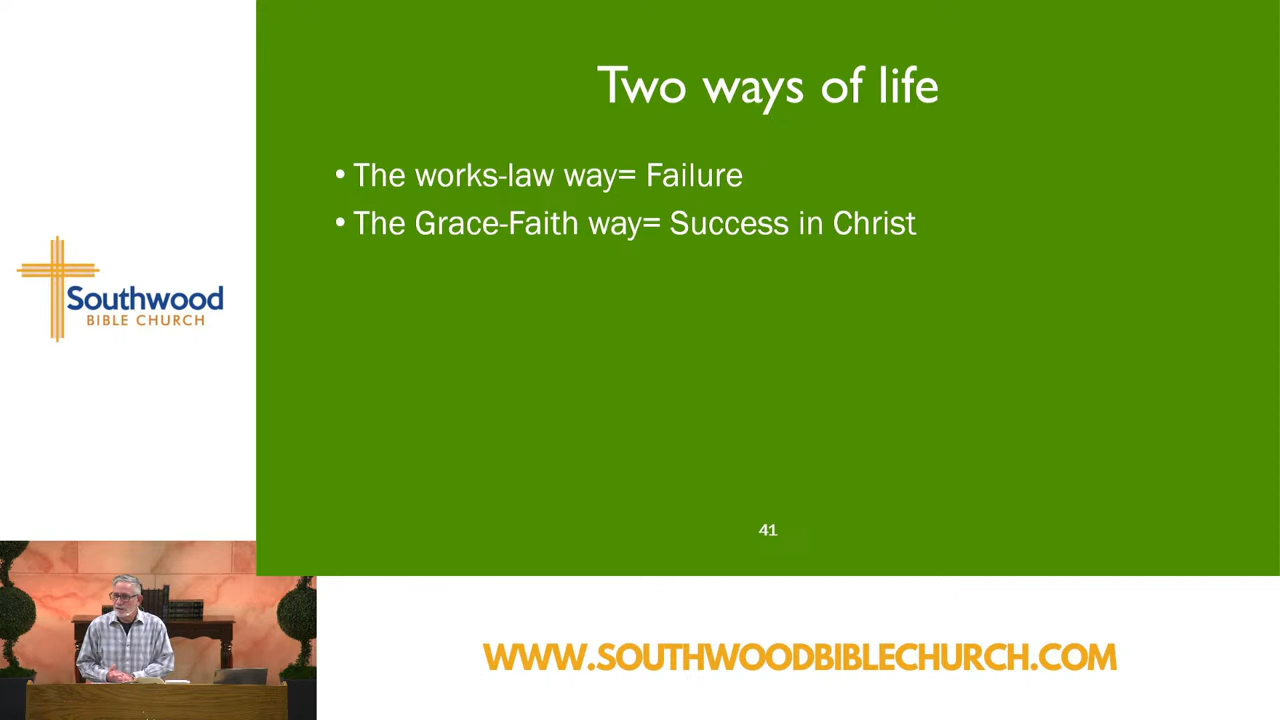 Two ways of life
• The works-law way= Failure
• The Grace-Faith way= Success in Christ
Southwood
BIBLE CHURCH
41
WWW.SOUTHWOODBIBLECHURCH.COM